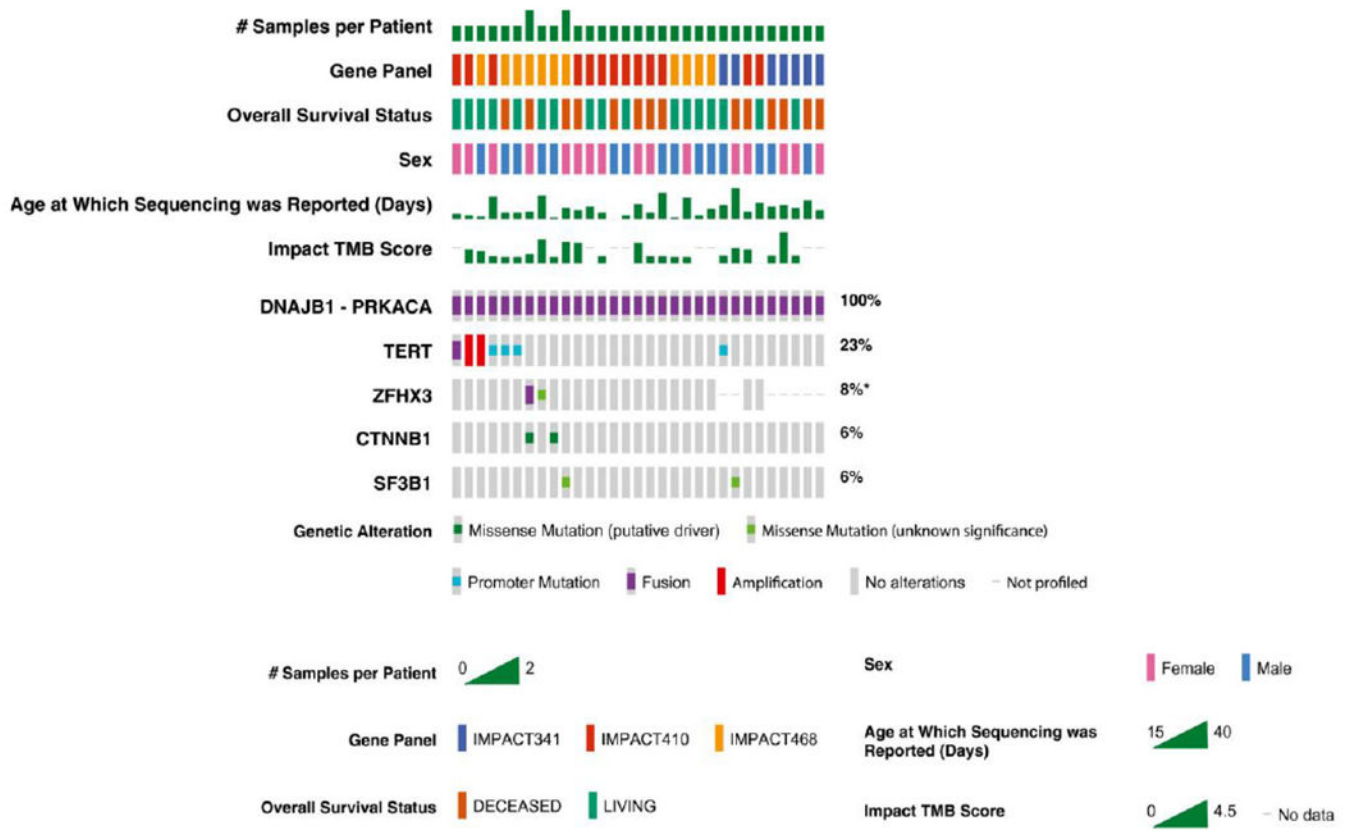 # Samples per Patient
Gene Panel
Overall Survival Status
Sex
Age at Which Sequencing was Reported (Days)
Impact TMB Score
DNAJB1 - PRKACA 100%
TERT 23%
ZFHX3 8%*
CTNNB1 6%
SF3B1 6%
Genetic Alteration Missense Mutation (putative driver) Missense Mutation (unknown significance)
Promoter Mutation Fusion Amplification No alterations Not profiled
# Samples per Patient 0 2
Gene Panel IMPACT341 IMPACT410 IMPACT468
Overall Survival Status DECEASED LIVING
Sex Female Male
Age at Which Sequencing was
Reported (Days) 15 40
Impact TMB Score 0 4.5 No data